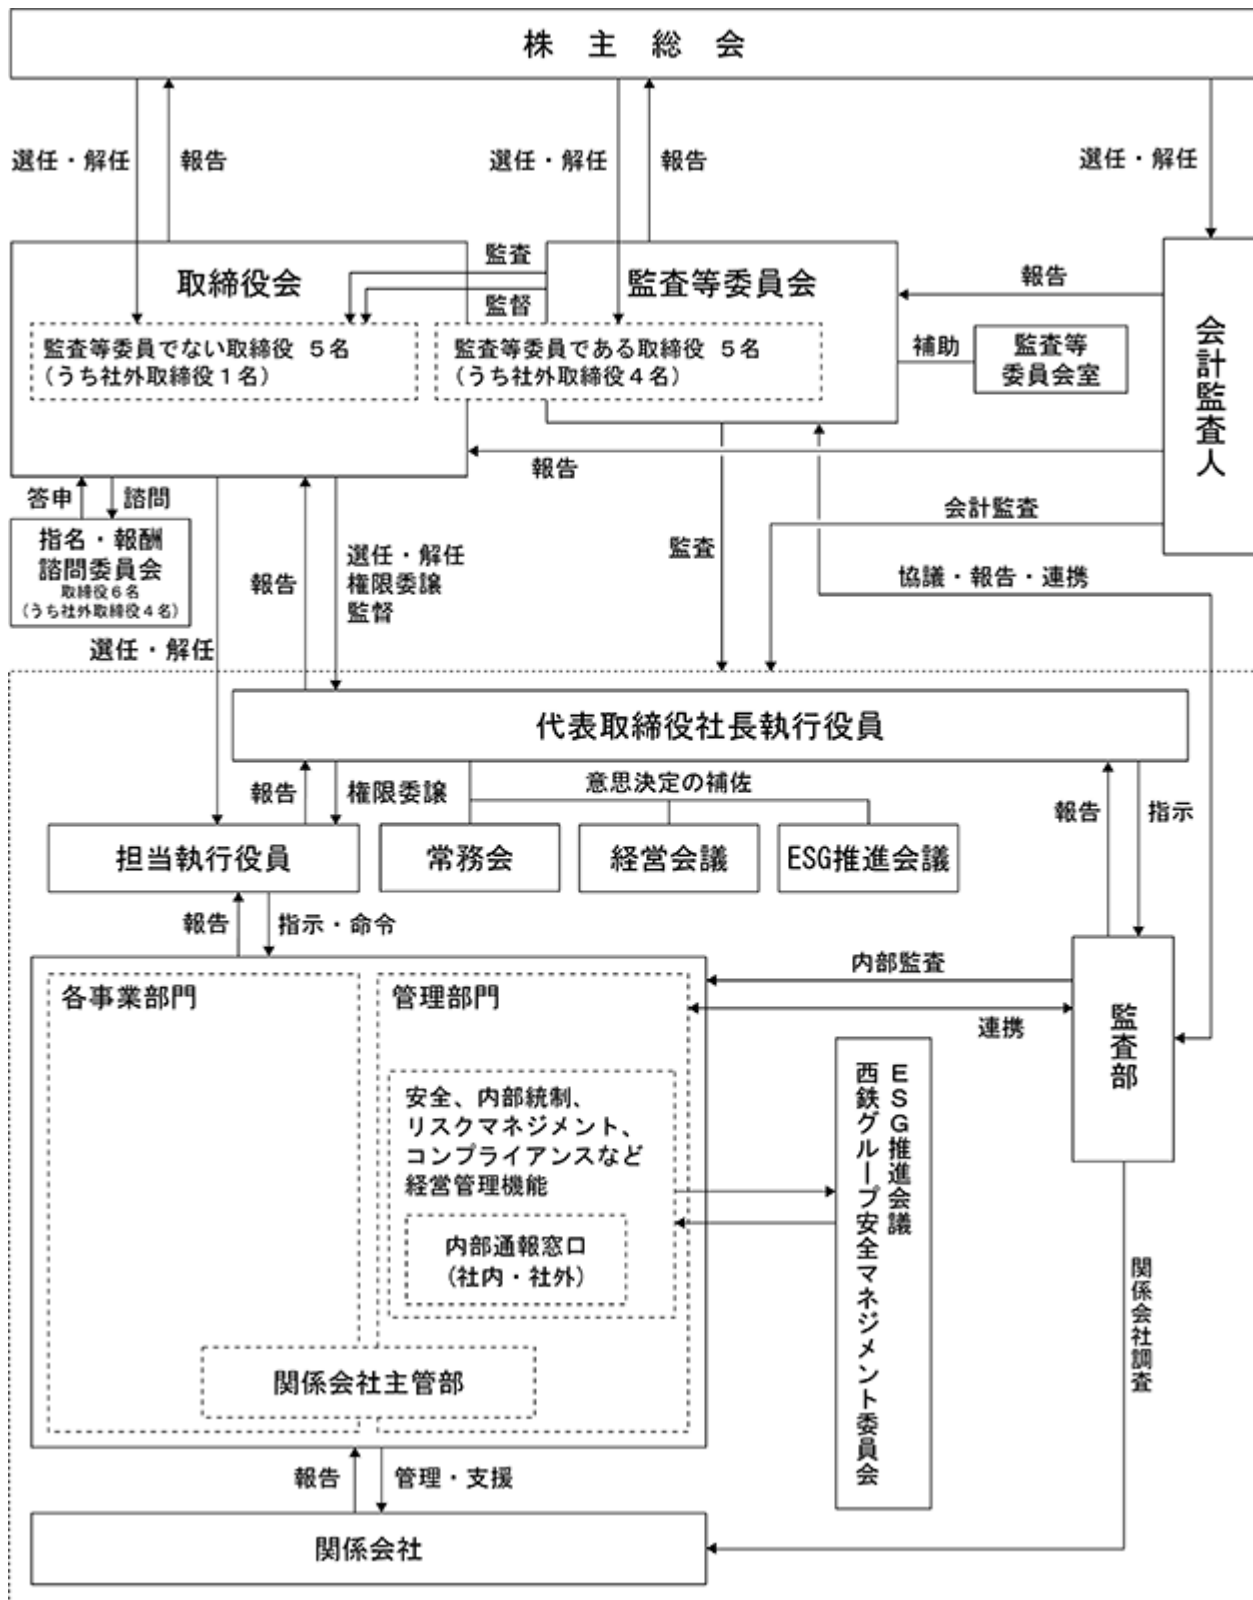 株主総会
選任・解任
報告
選任・解任
報告
選任・解任
取締役会
監査
監督
監査等委員会
報告
会計監査人
監査等委員でない取締役 5名
(うち社外取締役1名)
監査等委員である取締役 5名
(うち社外取締役4名)
補助
監査等
委員会室
報告
答申
諮問
会計監査
指名・報酬
諮問委員会
取締役6名
(うち社外取締役4名)
報告
選任・解任
権限委譲
監督
監査
協議・報告・連携
選任・解任
代表取締役社長執行役員
報告
権限委譲
意思決定の補佐
報告
指示
担当執行役員
常務会
経営会議
ESG推進会議
報告
指示・命令
各事業部門
管理部門
内部監査
連携
監査部
安全、内部統制、
リスクマネジメント、
コンプライアンスなど
経営管理機能
内部通報窓口
(社内・社外)
ESG推進会議
西鉄グループ安全マネジメント委員会
関係会社調査
関係会社主管部
報告
管理・支援
関係会社